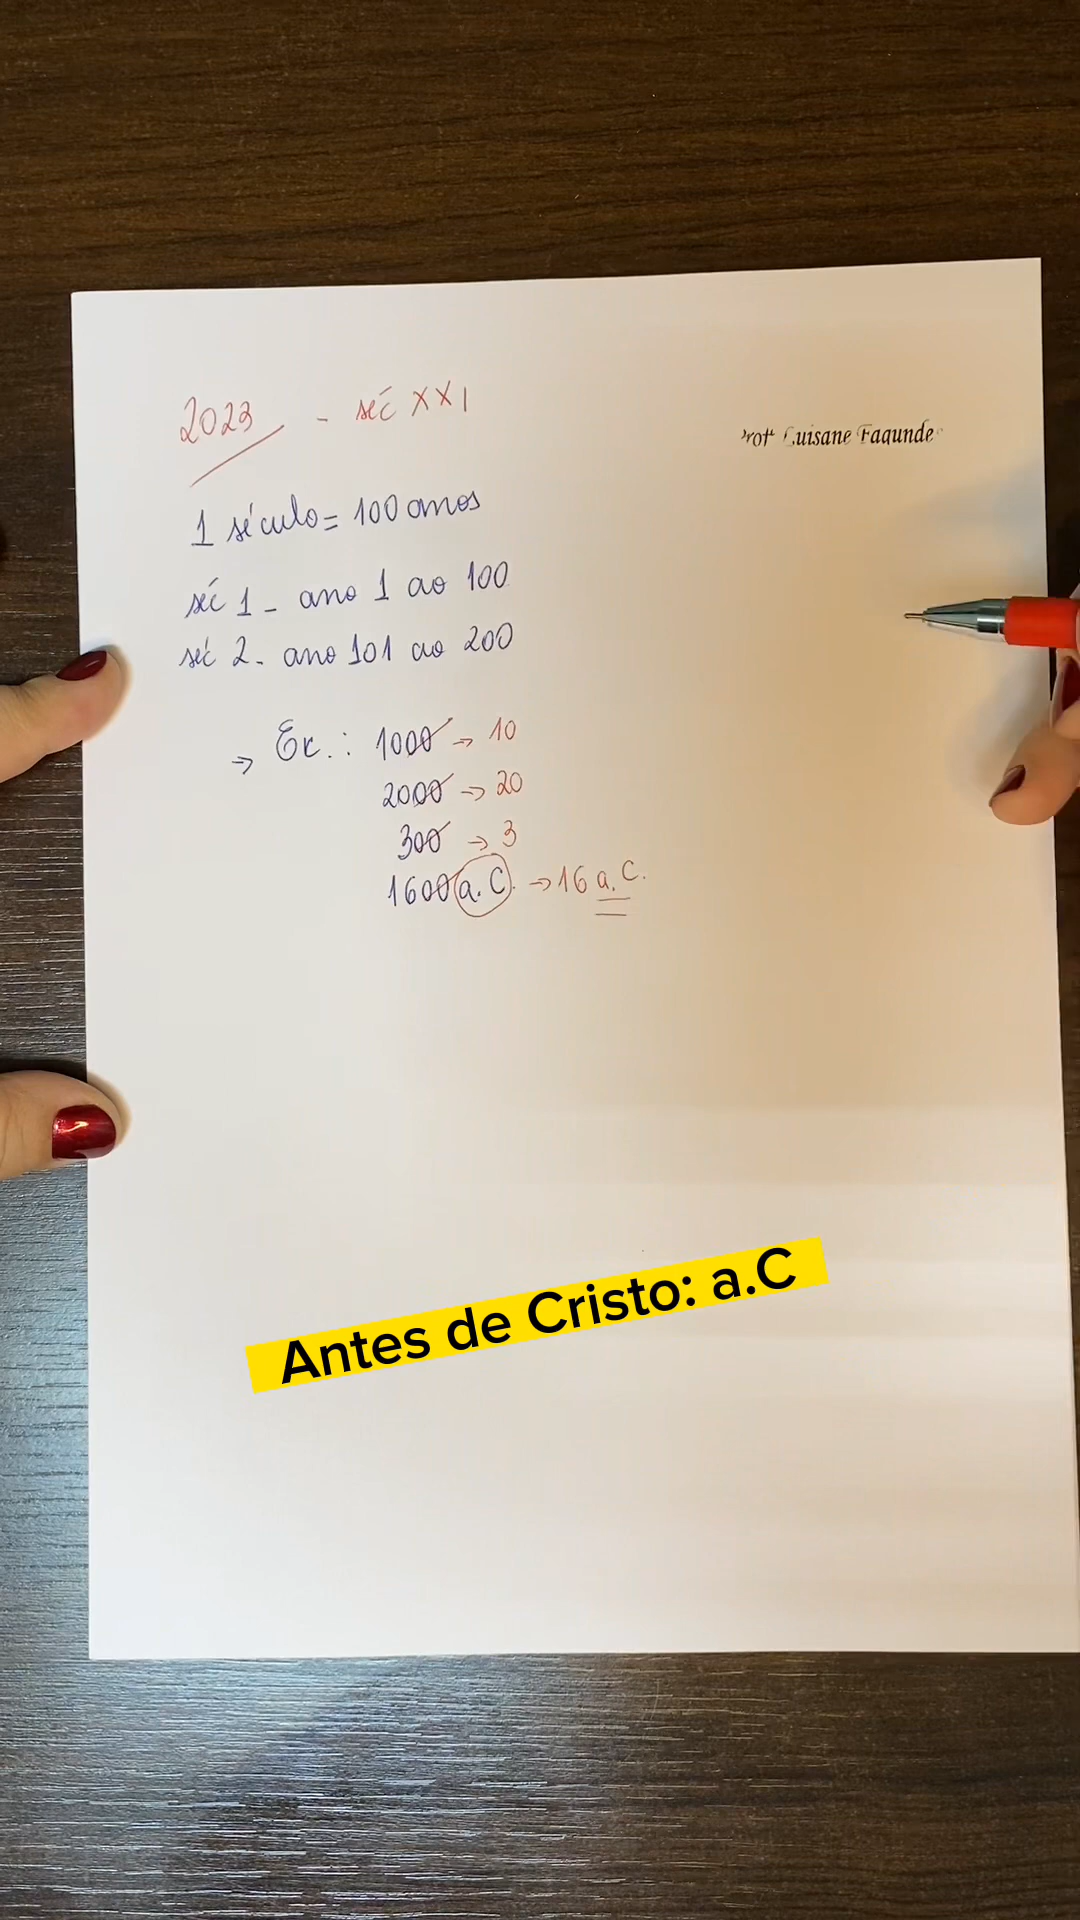 2023 - séc XXI
Profª Luisane Fagundes
1 século = 100 anos
séc 1 - ano 1 ao 100
séc 2 - ano 101 ao 200
→ Ex.: 1000 → 10
2000 → 20
300 → 3
1600 a.C. → 16 a.C.
Antes de Cristo: a.C